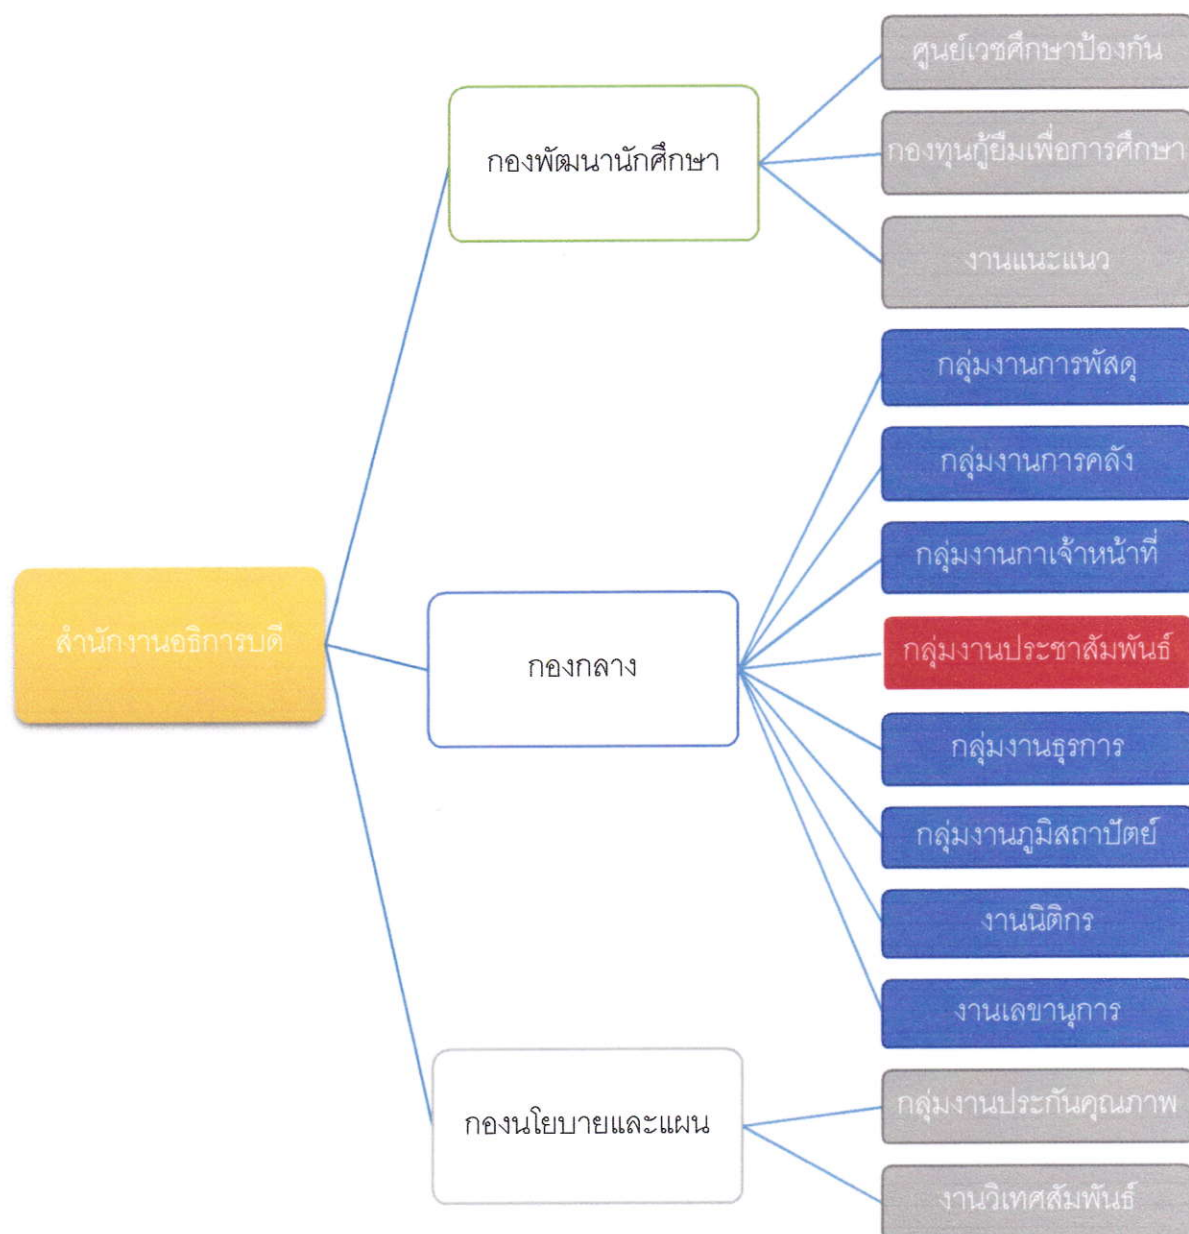 สำนักงานอธิการบดี
กองพัฒนานักศึกษา
ศูนย์เวชศึกษาป้องกัน
กองทุนกู้ยืมเพื่อการศึกษา
งานแนะแนว
กองกลาง
กลุ่มงานการพัสดุ
กลุ่มงานการคลัง
กลุ่มงานกาเจ้าหน้าที่
กลุ่มงานประชาสัมพันธ์
กลุ่มงานธุรการ
กลุ่มงานภูมิสถาปัตย์
งานนิติกร
งานเลขานุการ
กองนโยบายและแผน
กลุ่มงานประกันคุณภาพ
งานวิเทศสัมพันธ์